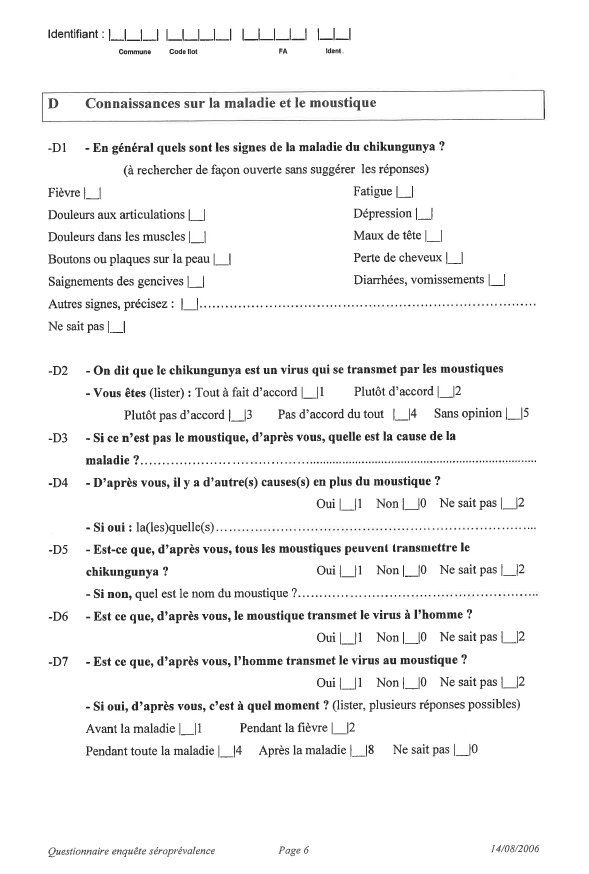 Identifiant : |__|__|__| |__|__|__|__| |__|__|__|__| |__|__|
Commune Code Ilot FA Ident.
D Connaissances sur la maladie et le moustique
-D1 - En général quels sont les signes de la maladie du chikungunya ?
(à rechercher de façon ouverte sans suggérer les réponses)
Fièvre |__| Fatigue |__|
Douleurs aux articulations |__| Dépression |__|
Douleurs dans les muscles |__| Maux de tête |__|
Boutons ou plaques sur la peau |__| Perte de cheveux |__|
Saignements des gencives |__| Diarrhées, vomissements |__|
Autres signes, précisez : |__|........................................................................
Ne sait pas |__|
-D2 - On dit que le chikungunya est un virus qui se transmet par les moustiques
- Vous êtes (lister) : Tout à fait d'accord |__|1 Plutôt d'accord |__|2
Plutôt pas d'accord |__|3 Pas d'accord du tout |__|4 Sans opinion |__|5
-D3 - Si ce n'est pas le moustique, d'après vous, quelle est la cause de la
maladie ?........................................................................
-D4 - D'après vous, il y a d'autre(s) causes(s) en plus du moustique ?
Oui |__|1 Non |__|0 Ne sait pas |__|2
- Si oui : la(les)quelle(s)........................................................................
-D5 - Est-ce que, d'après vous, tous les moustiques peuvent transmettre le
chikungunya ? Oui |__|1 Non |__|0 Ne sait pas |__|2
- Si non, quel est le nom du moustique ?......................................................
-D6 - Est ce que, d'après vous, le moustique transmet le virus à l'homme ?
Oui |__|1 Non |__|0 Ne sait pas |__|2
-D7 - Est ce que, d'après vous, l'homme transmet le virus au moustique ?
Oui |__|1 Non |__|0 Ne sait pas |__|2
- Si oui, d'après vous, c'est à quel moment ? (lister, plusieurs réponses possibles)
Avant la maladie |__|1 Pendant la fièvre |__|2
Pendant toute la maladie |__|4 Après la maladie |__|8 Ne sait pas |__|0
Questionnaire enquête séroprévalence Page 6 14/08/2006